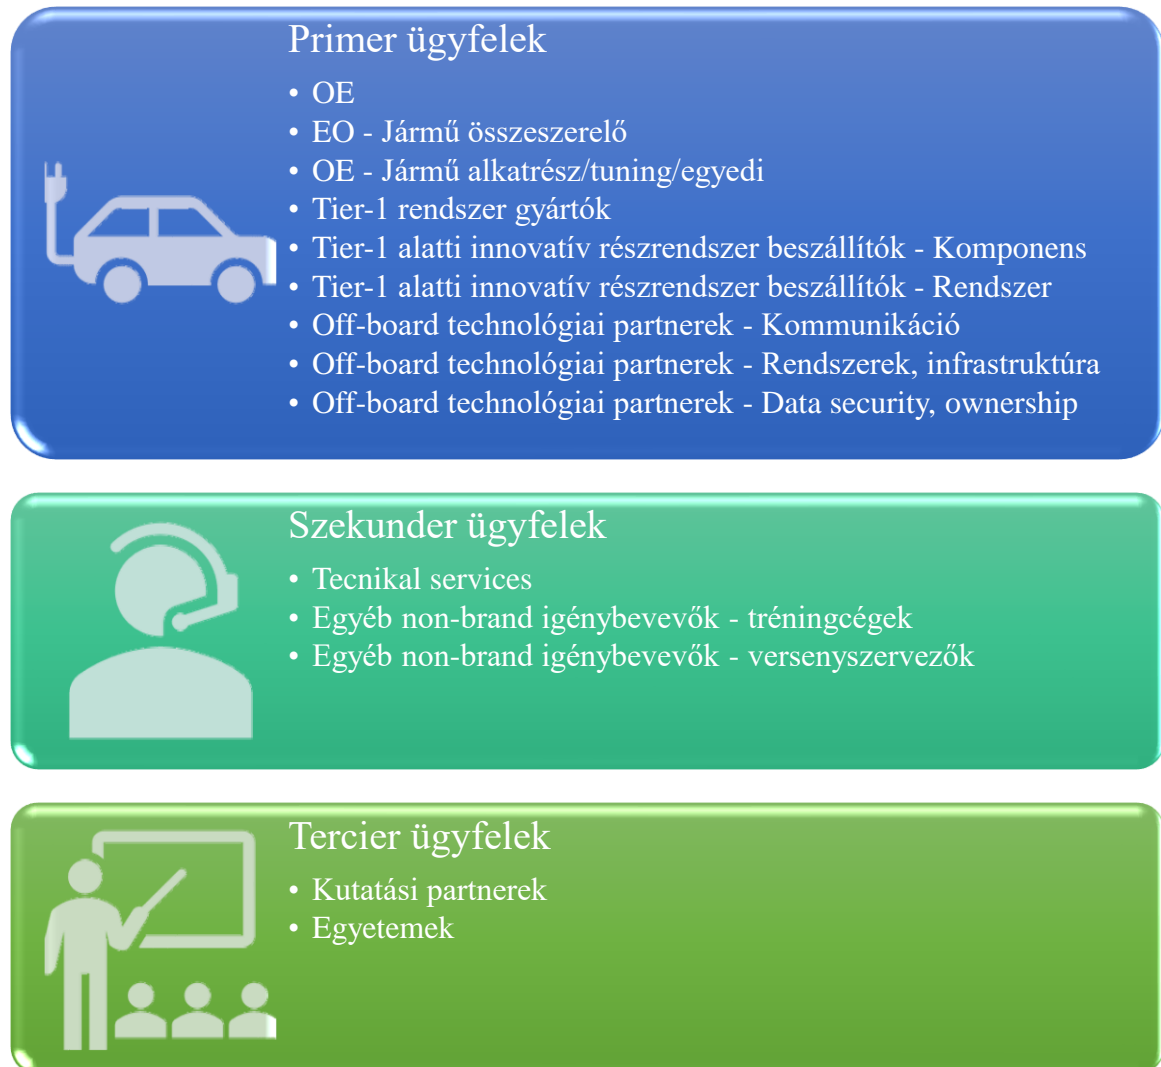 Primer ügyfelek
• OE
• EO - Jármű összeszerelő
• OE - Jármű alkatrész/tuning/egyedi
• Tier-1 rendszer gyártók
• Tier-1 alatti innovatív részrendszer beszállítók - Komponens
• Tier-1 alatti innovatív részrendszer beszállítók - Rendszer
• Off-board technológiai partnerek - Kommunikáció
• Off-board technológiai partnerek - Rendszerek, infrastruktúra
• Off-board technológiai partnerek - Data security, ownership
Szekunder ügyfelek
• Tecnikal services
• Egyéb non-brand igénybevevők - tréningcégek
• Egyéb non-brand igénybevevők - versenyszervezők
Tercier ügyfelek
• Kutatási partnerek
• Egyetemek